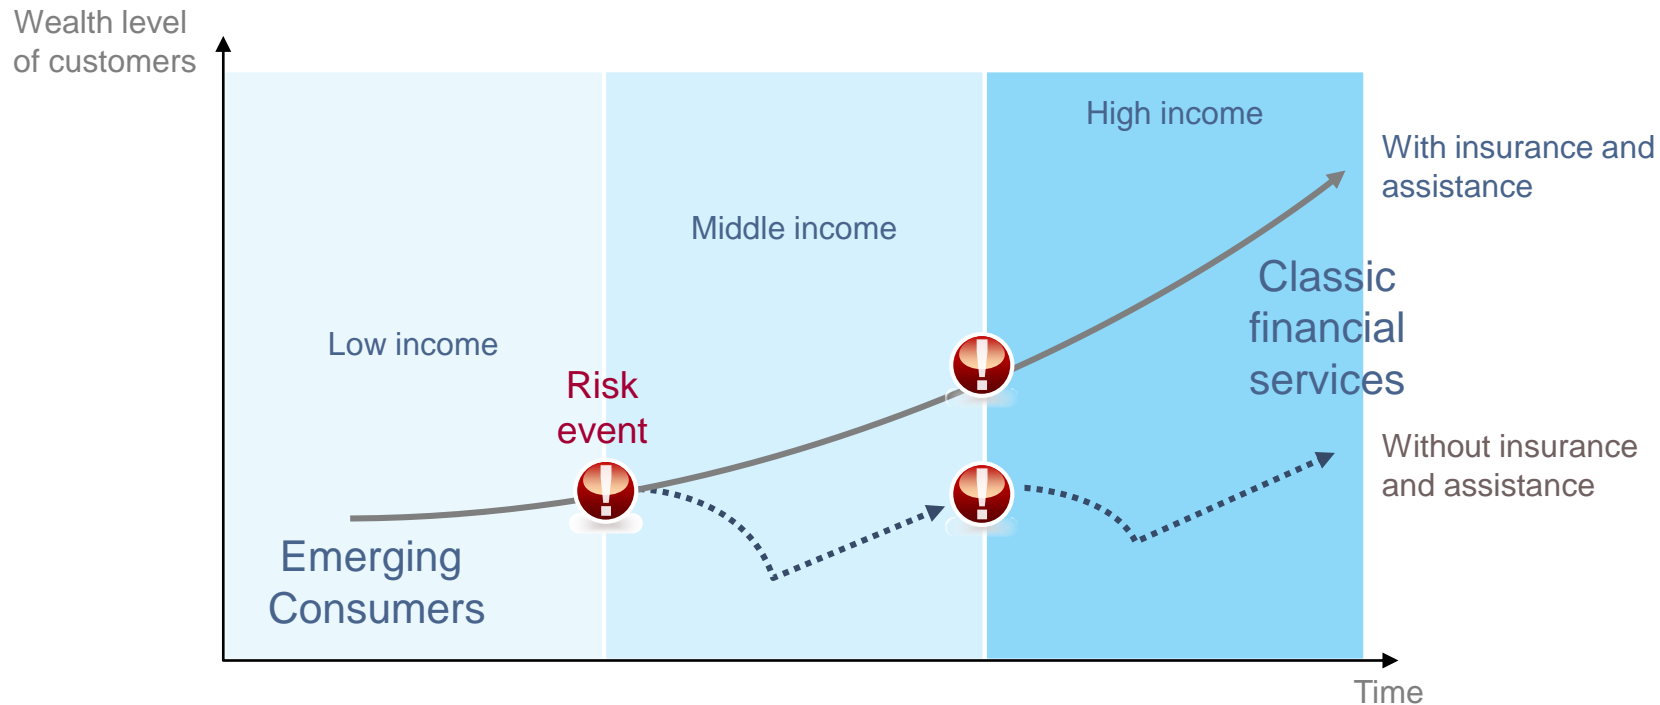 Wealth level
of customers
High income
With insurance and
assistance
Middle income
Classic
financial
services
Low income
Risk
event
Without insurance
and assistance
Emerging
Consumers
Time